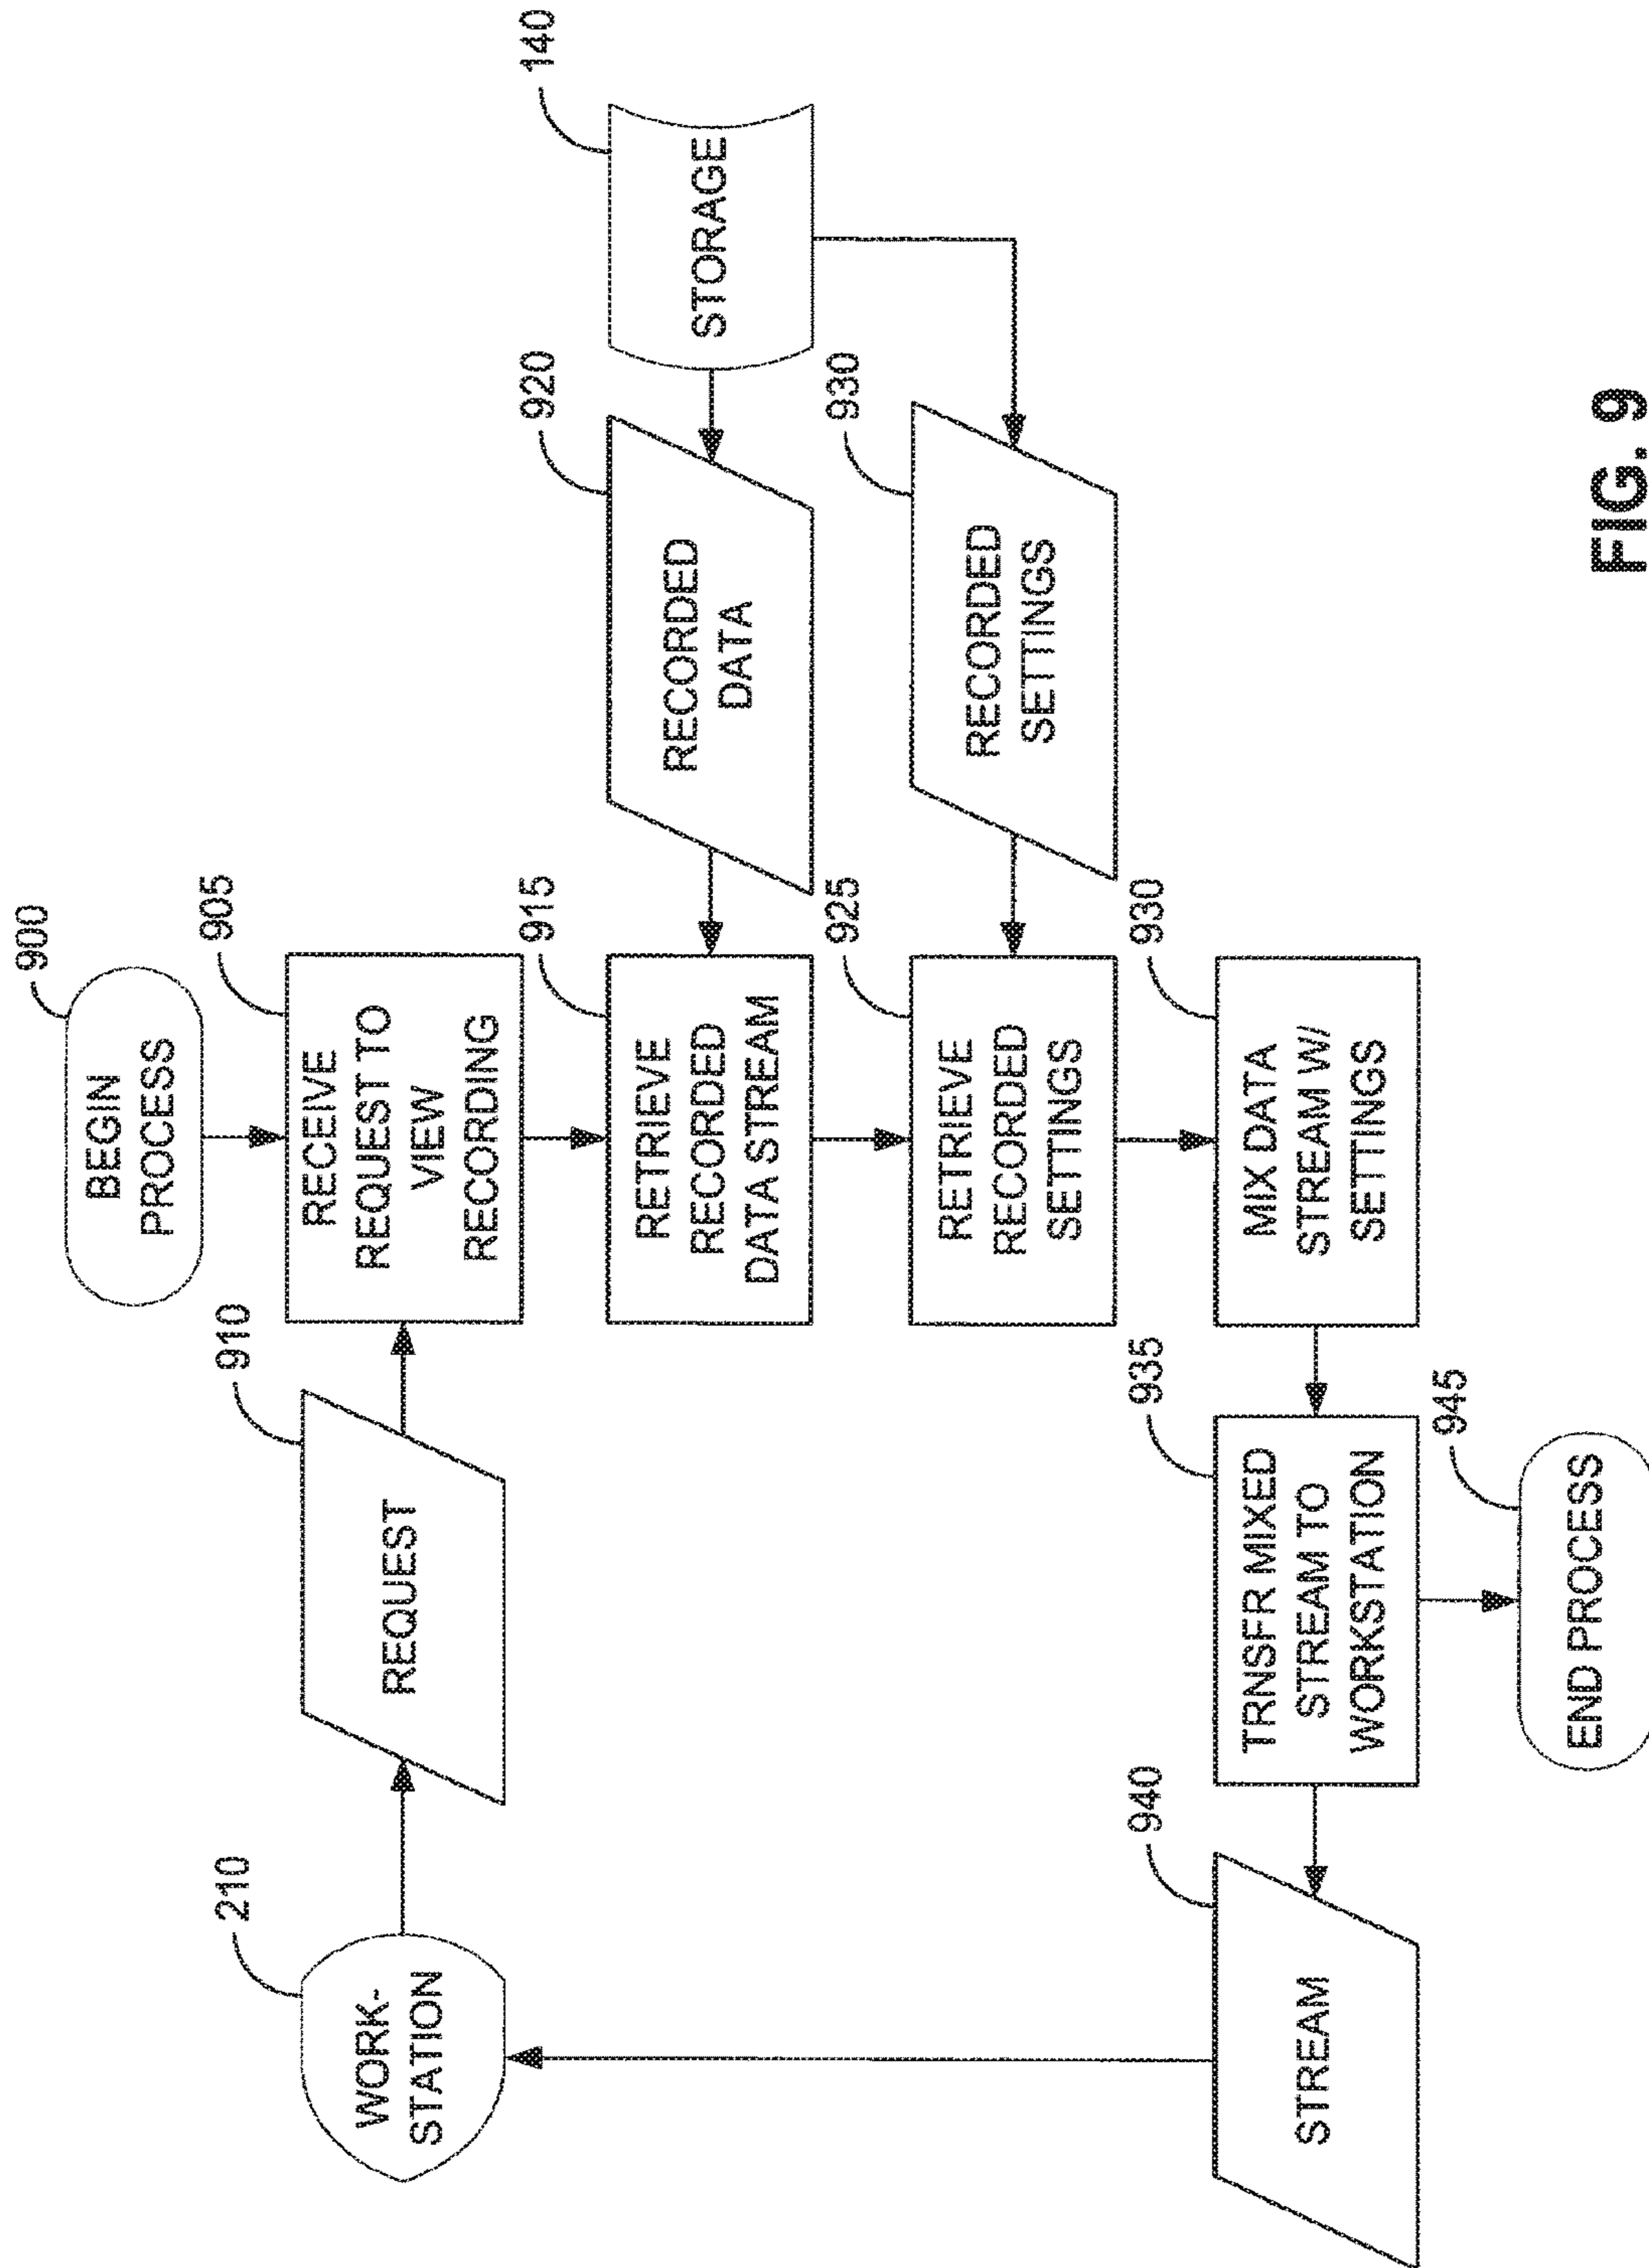 900
BEGIN
PROCESS
210
WORK-
STATION
910
REQUEST
905
RECEIVE
REQUEST TO
VIEW
RECORDING
915
RETRIEVE
RECORDED
DATA STREAM
920
RECORDED
DATA
140
STORAGE
925
RETRIEVE
RECORDED
SETTINGS
930
RECORDED
SETTINGS
940
STREAM
935
TRNSFR MIXED
STREAM TO
WORKSTATION
930
MIX DATA
STREAM W/
SETTINGS
945
END PROCESS
FIG. 9